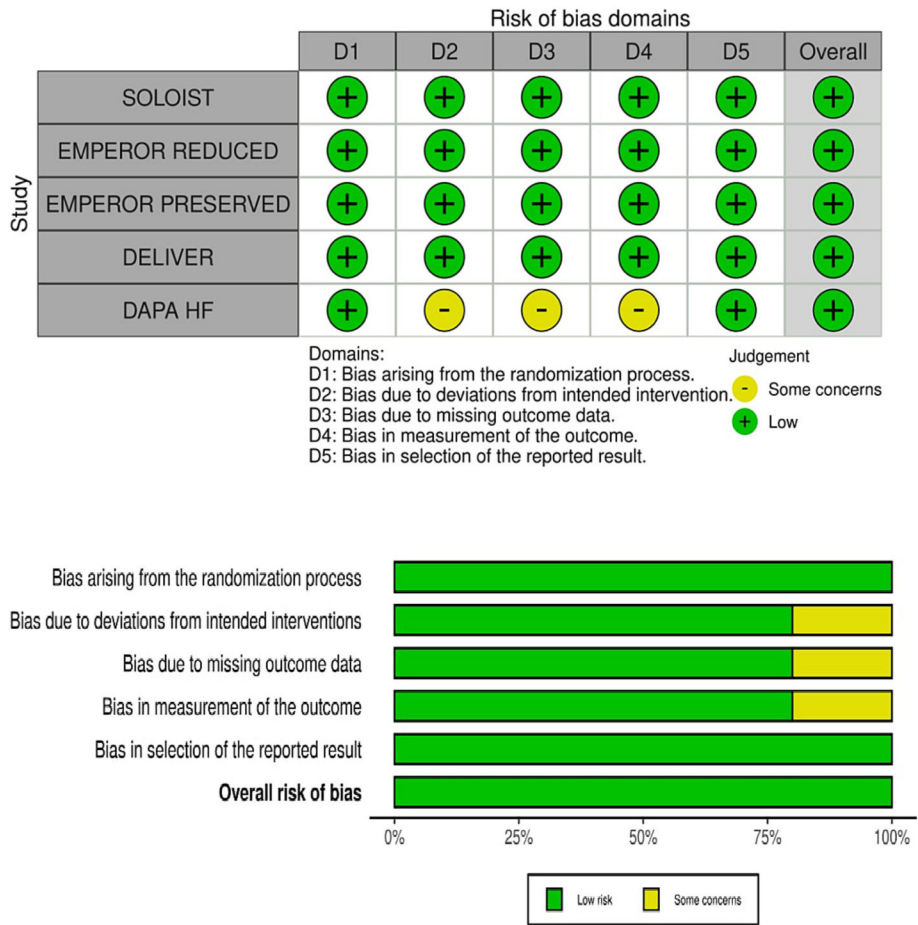 Risk of bias domains
D1 D2 D3 D4 D5 Overall
Study
SOLOIST + + + + + +
EMPEROR REDUCED + + + + + +
EMPEROR PRESERVED + + + + + +
DELIVER + + + + + +
DAPA HF + - - - + +
Domains:
D1: Bias arising from the randomization process.
D2: Bias due to deviations from intended intervention.
D3: Bias due to missing outcome data.
D4: Bias in measurement of the outcome.
D5: Bias in selection of the reported result.
Judgement
- Some concerns
+ Low
Bias arising from the randomization process
Bias due to deviations from intended interventions
Bias due to missing outcome data
Bias in measurement of the outcome
Bias in selection of the reported result
Overall risk of bias
0% 25% 50% 75% 100%
Low risk Some concerns